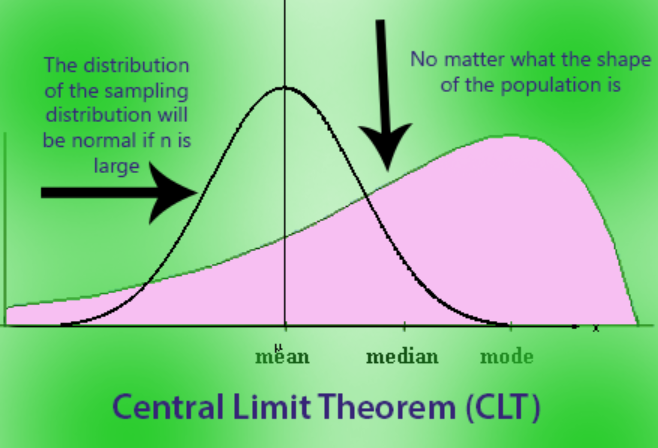 The distribution
of the sampling
distribution will
be normal if n is
large
No matter what the shape
of the population is
x
μ
mean
median
mode
Central Limit Theorem (CLT)